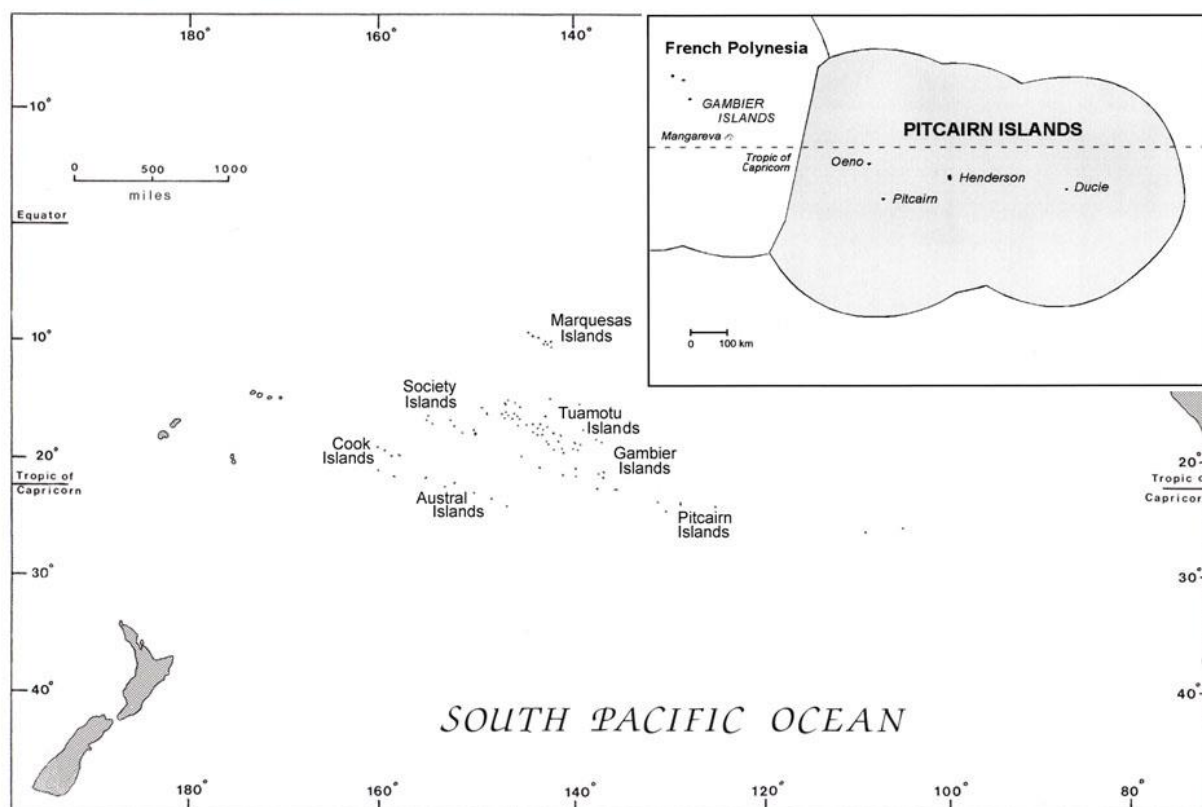 180°
160°
140°
10°
0
500
1000
miles
Equator
10°
20°
Tropic of
Capricorn
30°
40°
Marquesas
Islands
Society
Islands
Tuamotu
Islands
Cook
Islands
Gambier
Islands
Austral
Islands
Pitcairn
Islands
SOUTH PACIFIC OCEAN
20°
Tropic of
Capricorn
30°
40°
180°
160°
140°
120°
100°
80°
French Polynesia
GAMBIER
ISLANDS
Mangareva
Tropic of
Capricorn
PITCAIRN ISLANDS
Oeno
Henderson
Ducie
Pitcairn
0
100 km